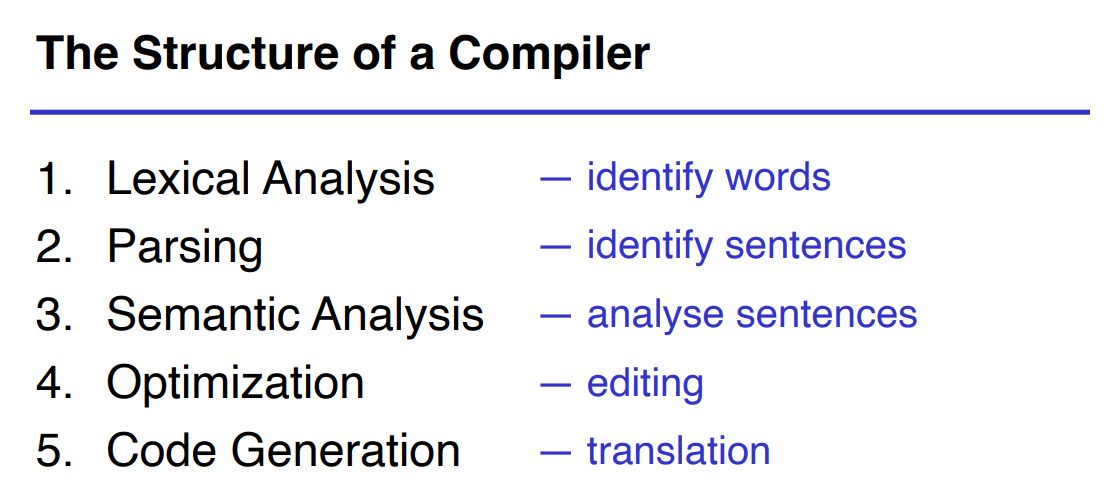 The Structure of a Compiler
1. Lexical Analysis — identify words
2. Parsing — identify sentences
3. Semantic Analysis — analyse sentences
4. Optimization — editing
5. Code Generation — translation